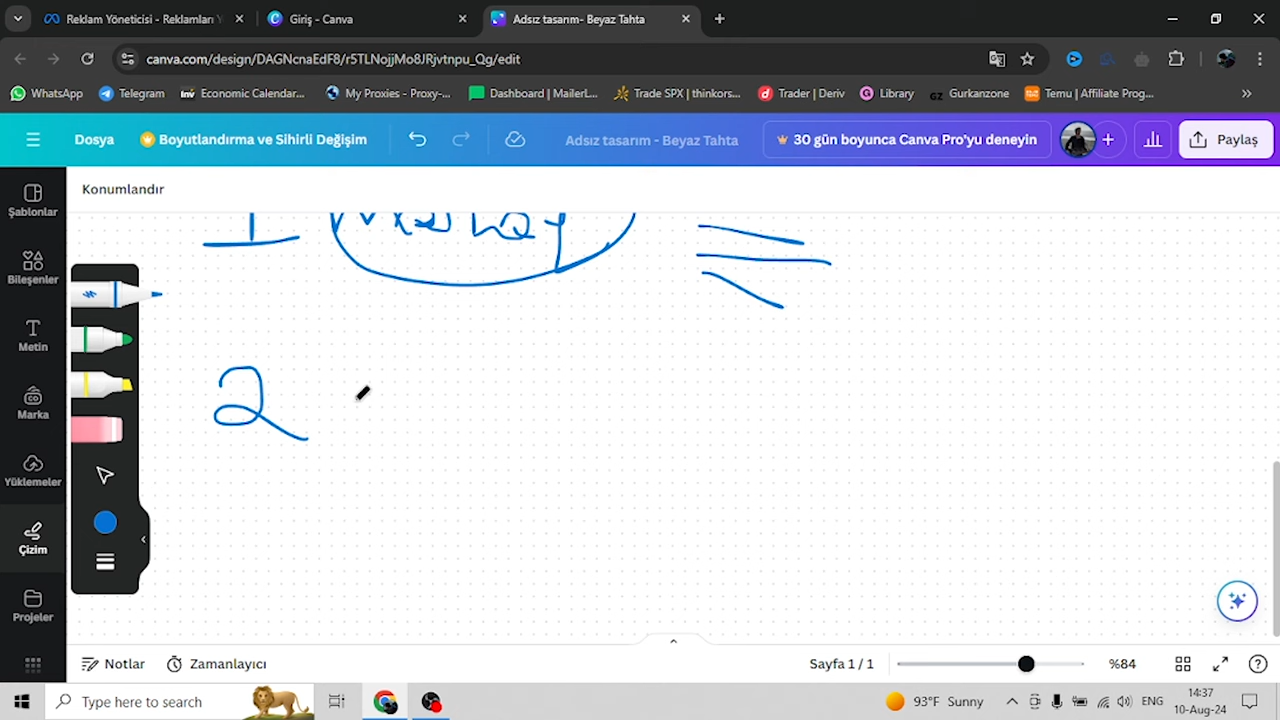 Reklam Yöneticisi - Reklamları Y
Giriş - Canva
Adsız tasarım - Beyaz Tahta
canva.com/design/DAGNcnaEdF8/r5TLNojjMo8JRjvtnpu_Qg/edit
WhatsApp
Telegram
Economic Calendar...
My Proxies - Proxy-...
Dashboard | MailerL...
Trade SPX | thinkors...
Trader | Deriv
Library
GZ Gurkanzone
Temu | Affiliate Prog...
Dosya
Boyutlandırma ve Sihirli Değişim
Adsız tasarım - Beyaz Tahta
30 gün boyunca Canva Pro'yu deneyin
Paylaş
Şablonlar
Konumlandır
Bileşenler
Metin
Marka
Yüklemeler
Çizim
Projeler
1
2
Notlar
Zamanlayıcı
Sayfa 1 / 1
%84
Type here to search
93°F Sunny
ENG
14:37
10-Aug-24